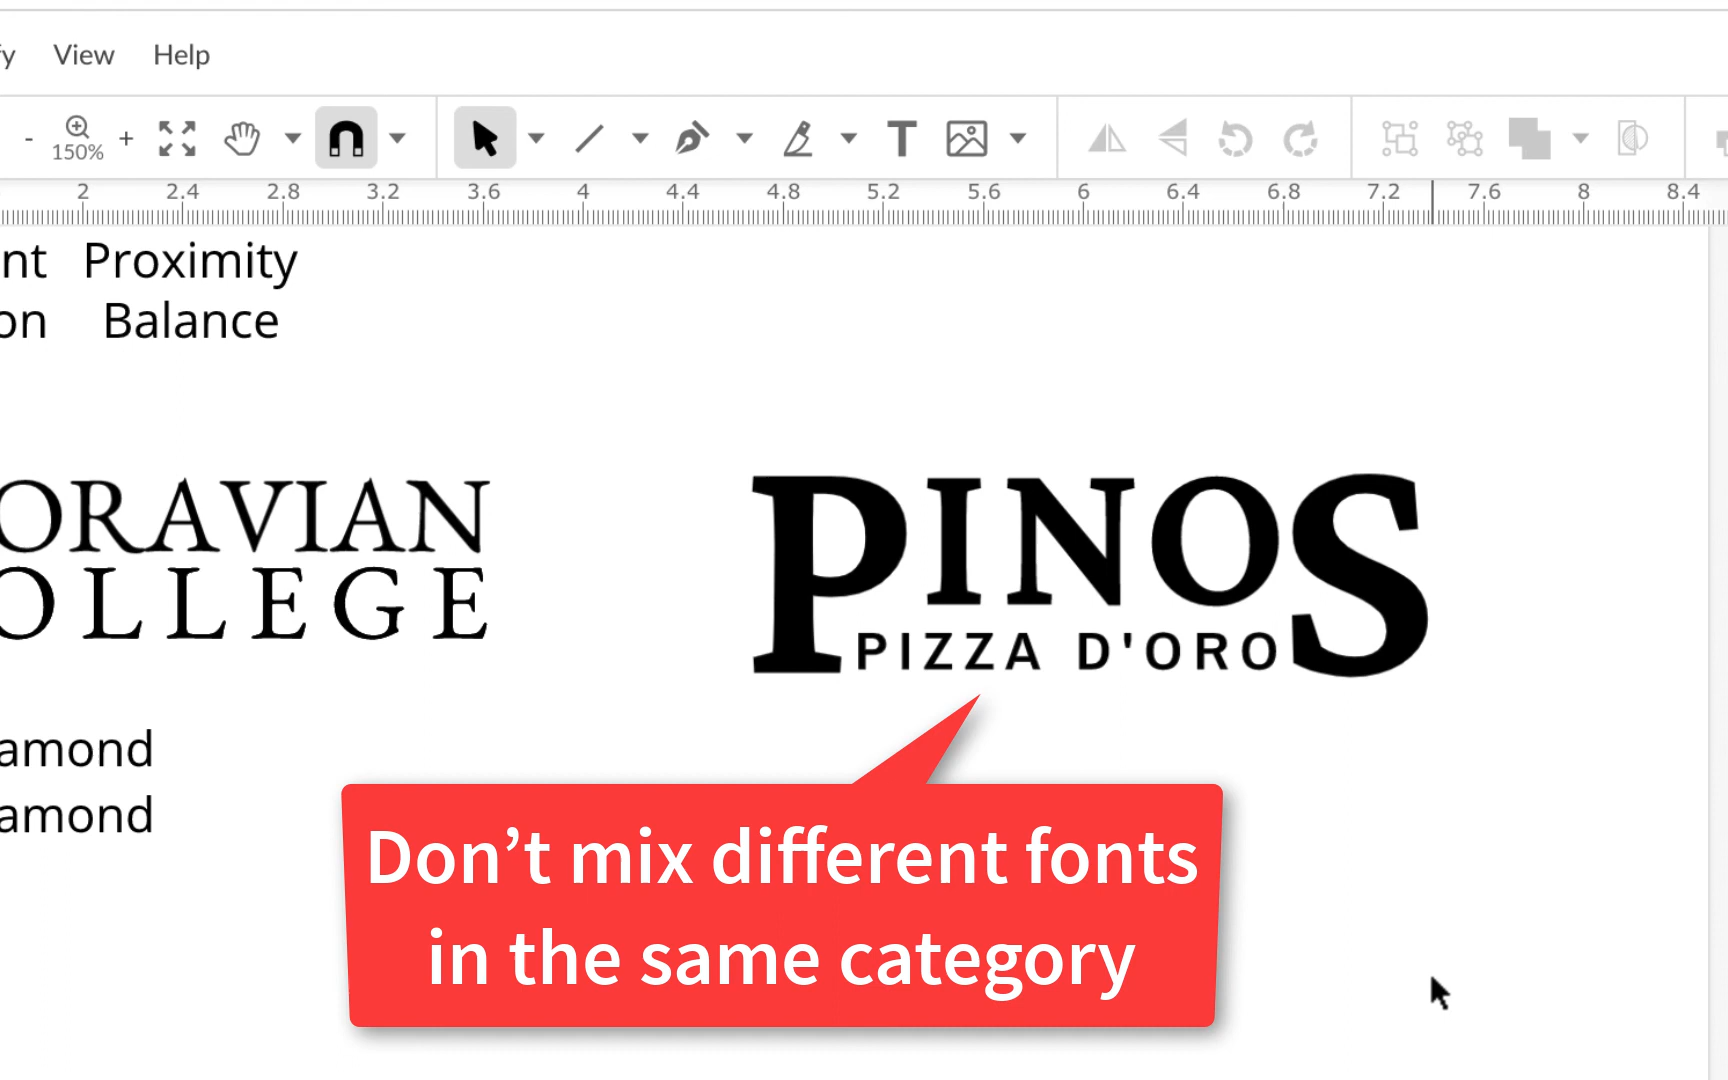 fy View Help
- 150% +
2 2.4 2.8 3.2 3.6 4 4.4 4.8 5.2 5.6 6 6.4 6.8 7.2 7.6 8 8.4
nt Proximity
on Balance
ORAVIAN
OLLEGE
PINOS
PIZZA D'ORO
amond
amond
Don’t mix different fonts
in the same category